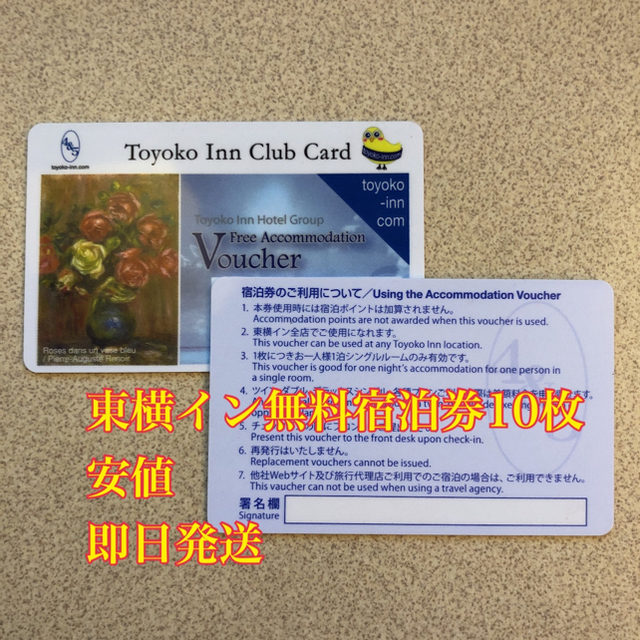 4&5
toyoko-inn.com
Toyoko Inn Club Card
toyoko-inn.com
toyoko
-inn
com
Toyoko Inn Hotel Group
Free Accommodation
Voucher
Roses dans un vase bleu
/ Pierre-Auguste Renoir
宿泊券のご利用について／Using the Accommodation Voucher
1. 本券使用時には宿泊ポイントは加算されません。
Accommodation points are not awarded when this voucher is used.
2. 東横イン全店でご使用になれます。
This voucher can be used at any Toyoko Inn location.
3. 1枚につきお一人様1泊シングルルームのみ有効です。
This voucher is good for one night's accommodation for one person in
a single room.
4.
5.
Present this voucher to the front desk upon check-in.
6. 再発行はいたしません。
Replacement vouchers cannot be issued.
7. 他社Webサイト及び旅行代理店ご利用でのご宿泊の場合は、ご利用できません。
This vaucher can not be used when using a travel agency.
署名欄
Signature
東横イン無料宿泊券10枚
安値
即日発送